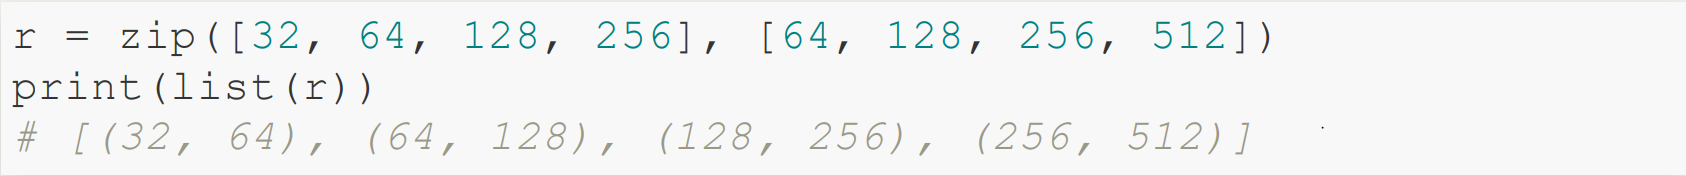 r = zip([32, 64, 128, 256], [64, 128, 256, 512])
print(list(r))
# [(32, 64), (64, 128), (128, 256), (256, 512)]